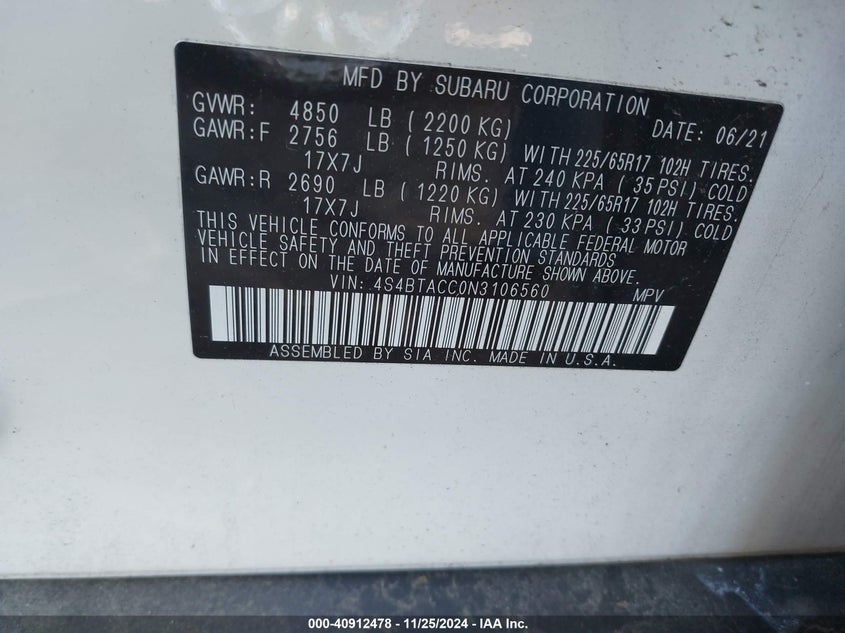 MFD BY SUBARU CORPORATION
GVWR: 4850 LB ( 2200 KG) DATE: 06/21
GAWR:F 2756 LB ( 1250 KG) WITH 225/65R17 102H TIRES.
17X7J RIMS. AT 240 KPA ( 35 PSI) COLD
GAWR:R 2690 LB ( 1220 KG) WITH 225/65R17 102H TIRES.
17X7J RIMS. AT 230 KPA ( 33 PSI) COLD
THIS VEHICLE CONFORMS TO ALL APPLICABLE FEDERAL MOTOR
VEHICLE SAFETY AND THEFT PREVENTION STANDARDS
IN EFFECT ON THE DATE OF MANUFACTURE SHOWN ABOVE.
VIN: 4S4BTACC0N3106560 MPV
ASSEMBLED BY SIA INC. MADE IN U.S.A.
000-40912478 - 11/25/2024 - IAA Inc.